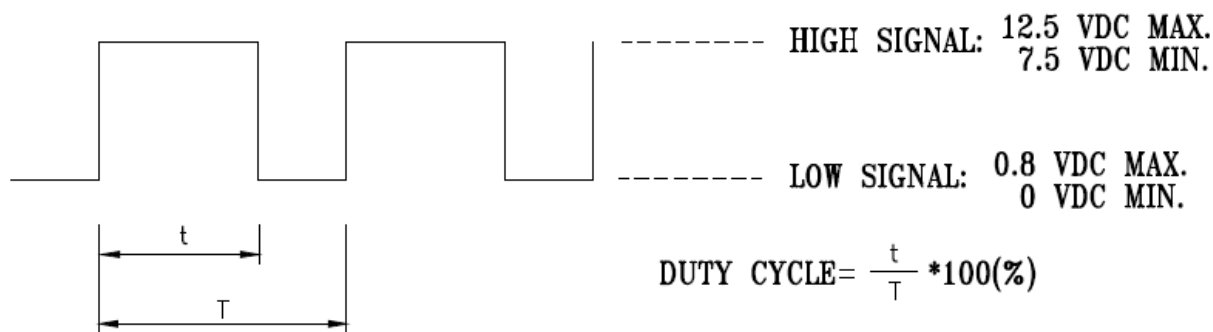 HIGH SIGNAL: 12.5 VDC MAX.
7.5 VDC MIN.
LOW SIGNAL: 0.8 VDC MAX.
0 VDC MIN.
t
T
DUTY CYCLE= t/T *100(%)